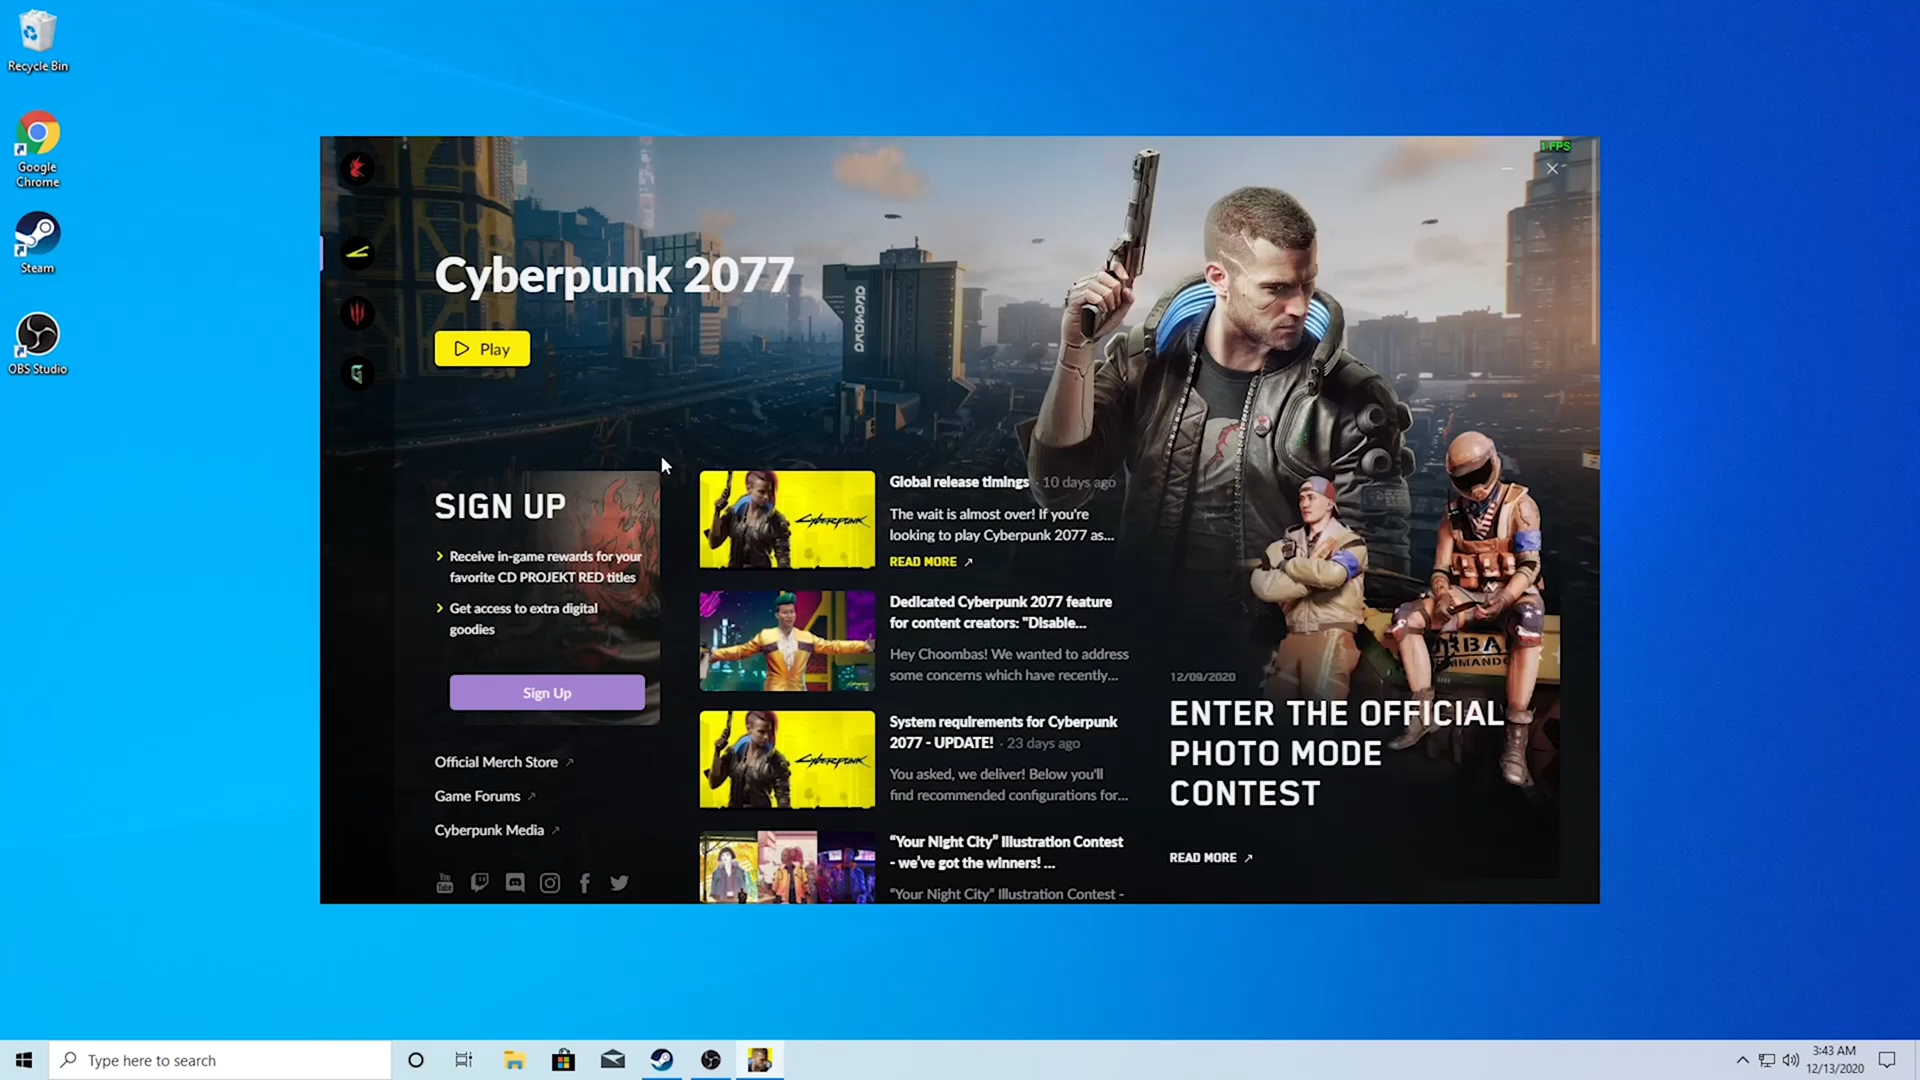 Recycle Bin
Google
Chrome
Steam
OBS Studio
1 FPS
Cyberpunk 2077
Play
SIGN UP
Receive in-game rewards for your
favorite CD PROJEKT RED titles
Get access to extra digital
goodies
Sign Up
Official Merch Store
Game Forums
Cyberpunk Media
You
Tube
CYBERPUNK
Global release timings · 10 days ago
The wait is almost over! If you're
looking to play Cyberpunk 2077 as...
READ MORE
Dedicated Cyberpunk 2077 feature
for content creators: "Disable...
Hey Choombas! We wanted to address
some concerns which have recently...
CYBERPUNK
System requirements for Cyberpunk
2077 - UPDATE! · 23 days ago
You asked, we deliver! Below you'll
find recommended configurations for...
“Your Night City” Illustration Contest
- we’ve got the winners! ...
“Your Night City” Illustration Contest -
12/09/2020
ENTER THE OFFICIAL
PHOTO MODE
CONTEST
READ MORE
Type here to search
3:43 AM
12/13/2020